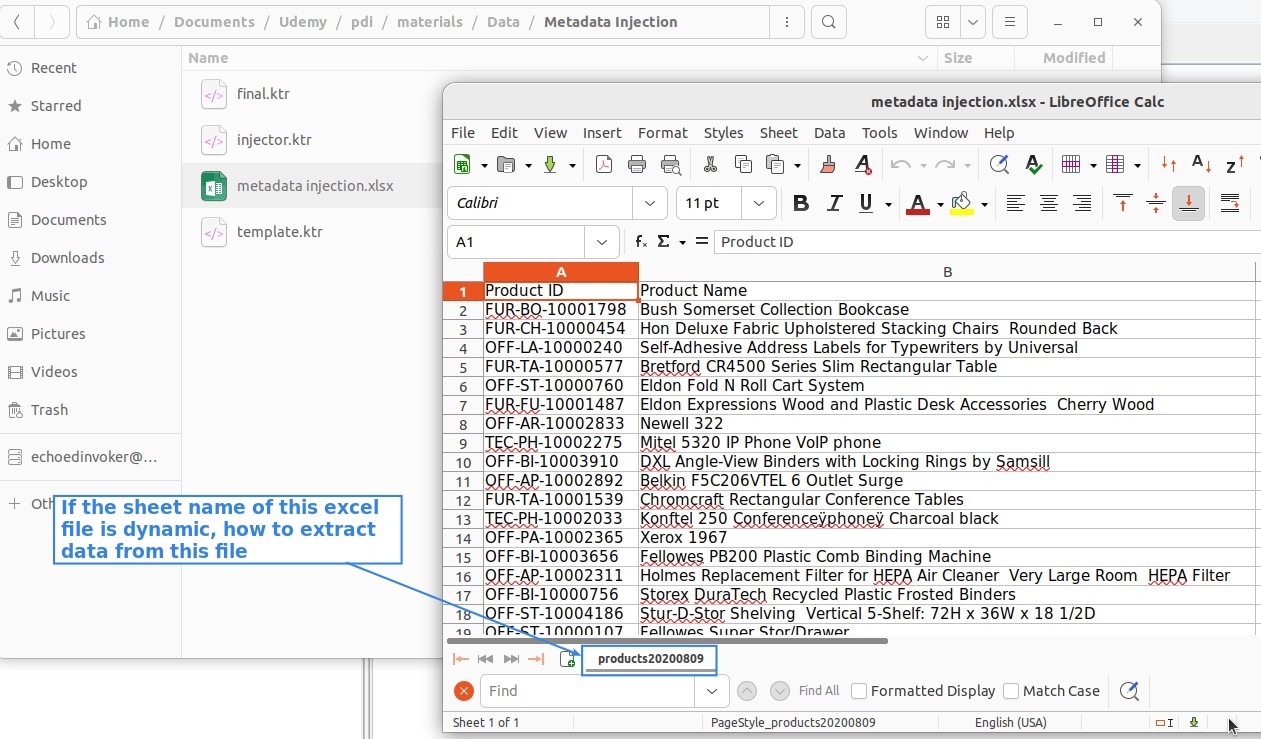 Home / Documents / Udemy / pdi / materials / Data / Metadata Injection
Name Size Modified
Recent
Starred
Home
Desktop
Documents
Downloads
Music
Pictures
Videos
Trash
echoedinvoker@...
final.ktr
injector.ktr
metadata injection.xlsx
template.ktr
If the sheet name of this excel
file is dynamic, how to extract
data from this file
metadata injection.xlsx - LibreOffice Calc
File Edit View Insert Format Styles Sheet Data Tools Window Help
Calibri 11 pt B I U A
A1 Product ID
A B
1 Product ID Product Name
2 FUR-BO-10001798 Bush Somerset Collection Bookcase
3 FUR-CH-10000454 Hon Deluxe Fabric Upholstered Stacking Chairs  Rounded Back
4 OFF-LA-10000240 Self-Adhesive Address Labels for Typewriters by Universal
5 FUR-TA-10000577 Bretford CR4500 Series Slim Rectangular Table
6 OFF-ST-10000760 Eldon Fold N Roll Cart System
7 FUR-FU-10001487 Eldon Expressions Wood and Plastic Desk Accessories  Cherry Wood
8 OFF-AR-10002833 Newell 322
9 TEC-PH-10002275 Mitel 5320 IP Phone VoIP phone
10 OFF-BI-10003910 DXL Angle-View Binders with Locking Rings by Samsill
11 OFF-AP-10002892 Belkin F5C206VTEL 6 Outlet Surge
12 FUR-TA-10001539 Chromcraft Rectangular Conference Tables
13 TEC-PH-10002033 Konftel 250 Conferenceÿphoneÿ Charcoal black
14 OFF-PA-10002365 Xerox 1967
15 OFF-BI-10003656 Fellowes PB200 Plastic Comb Binding Machine
16 OFF-AP-10002311 Holmes Replacement Filter for HEPA Air Cleaner  Very Large Room  HEPA Filter
17 OFF-BI-10000756 Storex DuraTech Recycled Plastic Frosted Binders
18 OFF-ST-10004186 Stur-D-Stor Shelving  Vertical 5-Shelf: 72H x 36W x 18 1/2D
19 OFF-ST-10000107 Fellowes Super Stor/Drawer
products20200809
Find Find All Formatted Display Match Case
Sheet 1 of 1 PageStyle_products20200809 English (USA)